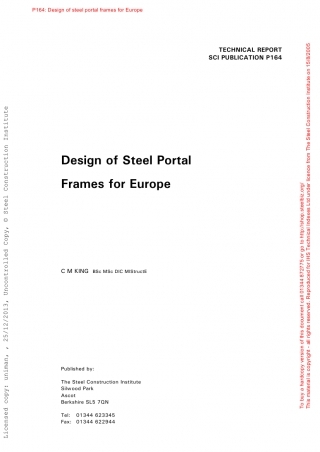 P164: Design of steel portal frames for Europe
TECHNICAL REPORT
SCI PUBLICATION P164
Design of Steel Portal
Frames for Europe
C M KING BSc MSc DIC MIStructE
Published by:
The Steel Construction Institute
Silwood Park
Ascot
Berkshire SL5 7QN
Tel: 01344 623345
Fax: 01344 622944
Licensed copy: uniman, , 25/12/2013, Uncontrolled Copy, © Steel Construction Institute
To buy a hardcopy version of this document call 01344 872775 or go to http://shop.steelbiz.org/
This material is copyright - all rights reserved. Reproduced for IHS Technical Indexes Ltd under licence from The Steel Construction Institute on 15/8/2005